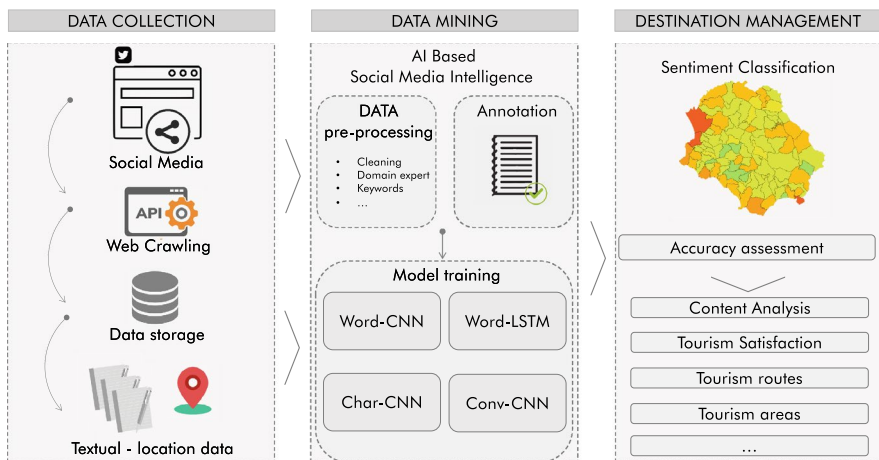 DATA COLLECTION
Social Media
API
Web Crawling
Data storage
Textual - location data
DATA MINING
AI Based
Social Media Intelligence
DATA
pre-processing
• Cleaning
• Domain expert
• Keywords
• ...
Annotation
Model training
Word-CNN
Word-LSTM
Char-CNN
Conv-CNN
DESTINATION MANAGEMENT
Sentiment Classification
Accuracy assessment
Content Analysis
Tourism Satisfaction
Tourism routes
Tourism areas
...